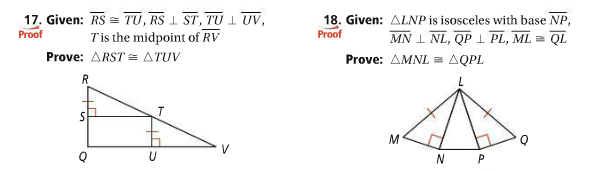 17. Given: RS ≅ TU, RS ⊥ ST, TU ⊥ UV,
Proof
T is the midpoint of RV
Prove: △RST ≅ △TUV
R
S
T
Q
U
V
18. Given: △LNP is isosceles with base NP,
Proof
MN ⊥ NL, QP ⊥ PL, ML ≅ QL
Prove: △MNL ≅ △QPL
L
M
Q
N
P